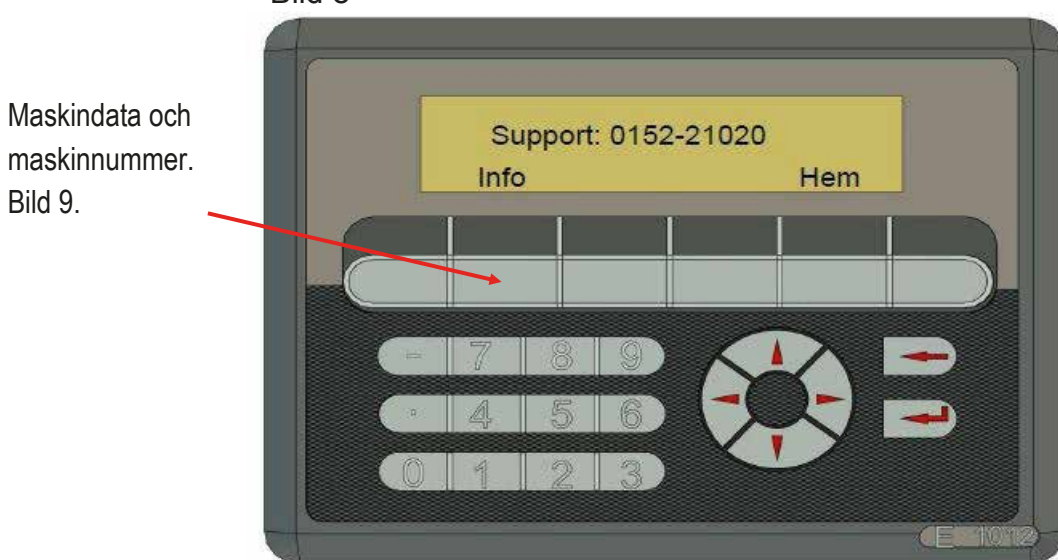 Maskindata och
maskinnummer.
Bild 9.
Support: 0152-21020
Info Hem
- 7 8 9
. 4 5 6
0 1 2 3
E 1012